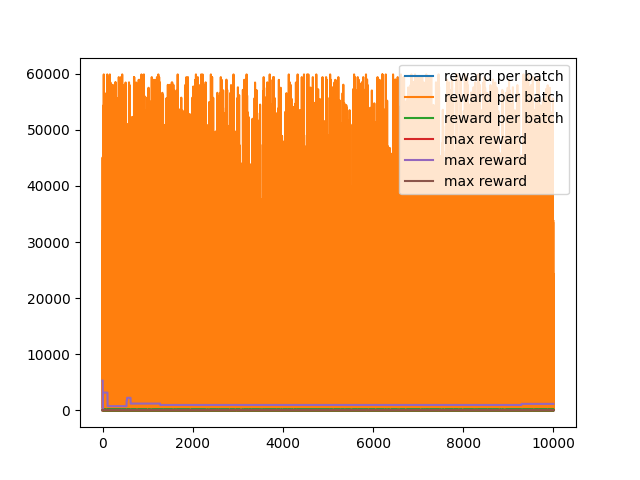 60000
50000
40000
30000
20000
10000
0
reward per batch
reward per batch
reward per batch
max reward
max reward
max reward
0 2000 4000 6000 8000 10000